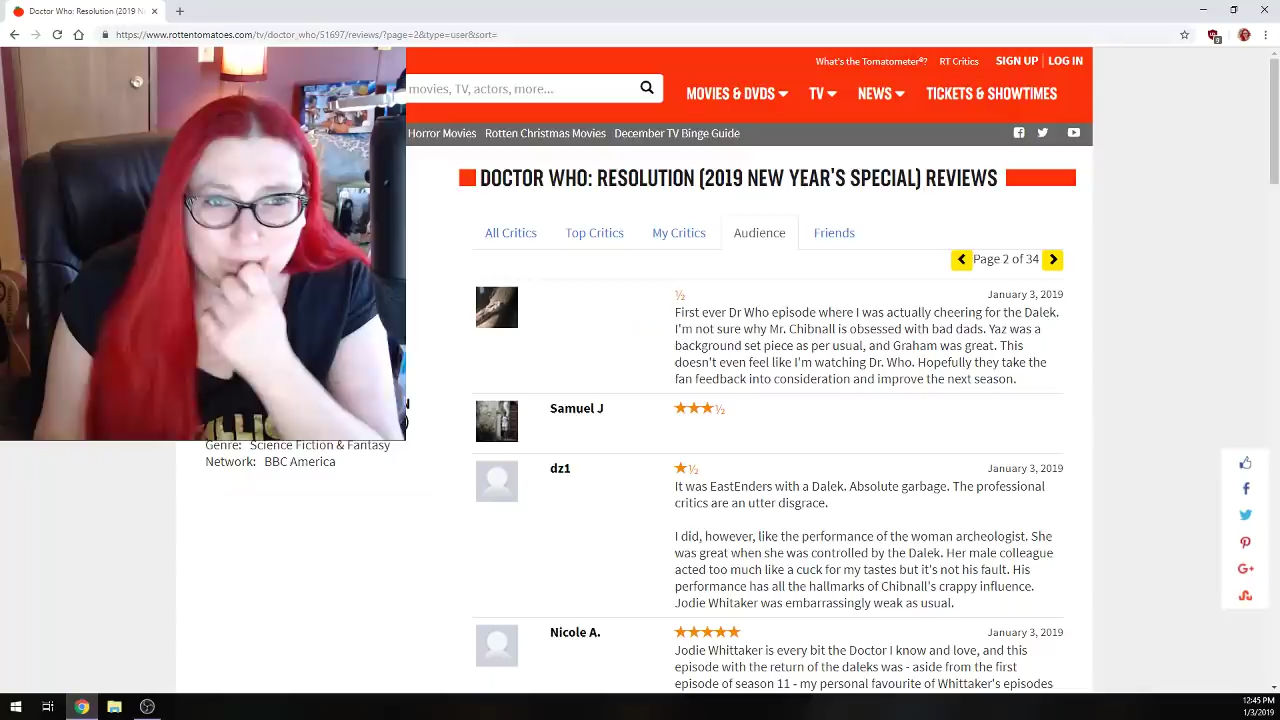 Doctor Who: Resolution (2019 Ne
https://www.rottentomatoes.com/tv/doctor_who/s1697/reviews/?page=2&type=user&sort=
What's the Tomatometer®? RT Critics SIGN UP | LOG IN
movies, TV, actors, more...
MOVIES & DVDS TV NEWS TICKETS & SHOWTIMES
Horror Movies Rotten Christmas Movies December TV Binge Guide
DOCTOR WHO: RESOLUTION (2019 NEW YEAR'S SPECIAL) REVIEWS
All Critics Top Critics My Critics Audience Friends
Page 2 of 34
½ January 3, 2019
First ever Dr Who episode where I was actually cheering for the Dalek.
I'm not sure why Mr. Chibnall is obsessed with bad dads. Yaz was a
background set piece as per usual, and Graham was great. This
doesn't even feel like I'm watching Dr. Who. Hopefully they take the
fan feedback into consideration and improve the next season.
Samuel J ½
Genre: Science Fiction & Fantasy
Network: BBC America
dz1 ½ January 3, 2019
It was EastEnders with a Dalek. Absolute garbage. The professional
critics are an utter disgrace.
I did, however, like the performance of the woman archeologist. She
was great when she was controlled by the Dalek. Her male colleague
acted too much like a cuck for my tastes but it's not his fault. His
performance has all the hallmarks of Chibnall's crappy influence.
Jodie Whitaker was embarrassingly weak as usual.
Nicole A. January 3, 2019
Jodie Whittaker is every bit the Doctor I know and love, and this
episode with the return of the daleks was - aside from the first
episode of season 11 - my personal favourite of Whittaker's episodes
12:45 PM
1/3/2019